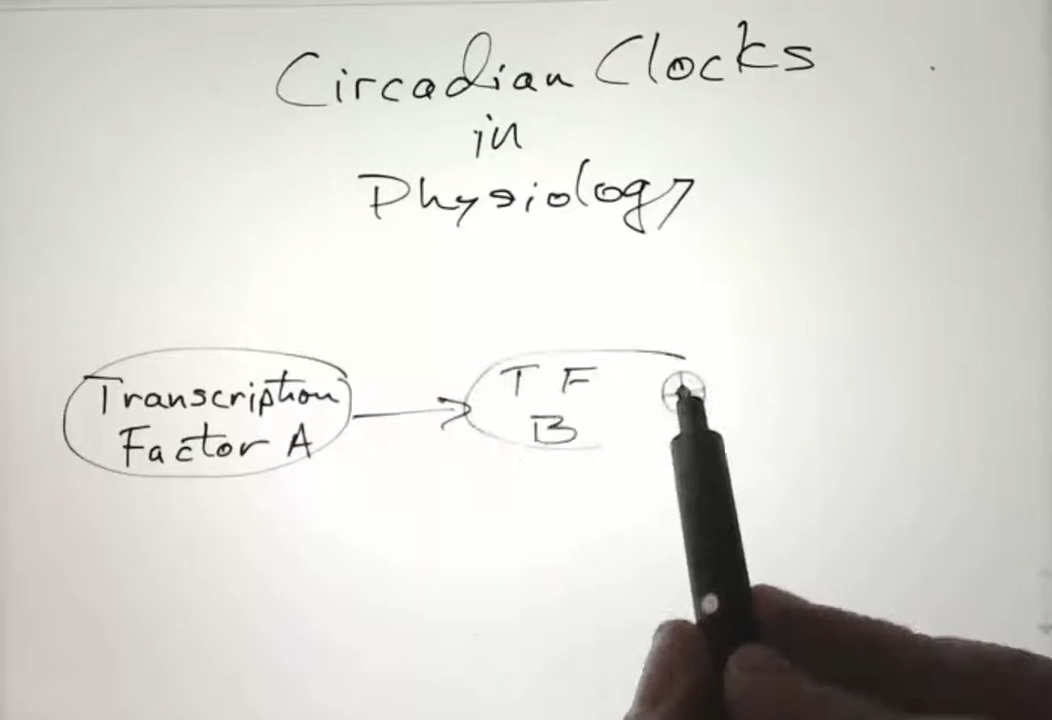 Circadian Clocks
in
Physiology
Transcription
Factor A
T F
B